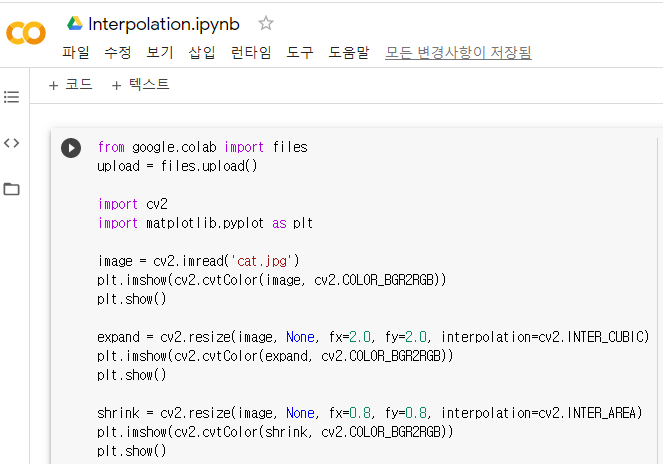 Interpolation.ipynb
파일 수정 보기 삽입 런타임 도구 도움말 모든 변경사항이 저장됨
+ 코드 + 텍스트
from google.colab import files
upload = files.upload()
import cv2
import matplotlib.pyplot as plt
image = cv2.imread('cat.jpg')
plt.imshow(cv2.cvtColor(image, cv2.COLOR_BGR2RGB))
plt.show()
expand = cv2.resize(image, None, fx=2.0, fy=2.0, interpolation=cv2.INTER_CUBIC)
plt.imshow(cv2.cvtColor(expand, cv2.COLOR_BGR2RGB))
plt.show()
shrink = cv2.resize(image, None, fx=0.8, fy=0.8, interpolation=cv2.INTER_AREA)
plt.imshow(cv2.cvtColor(shrink, cv2.COLOR_BGR2RGB))
plt.show()